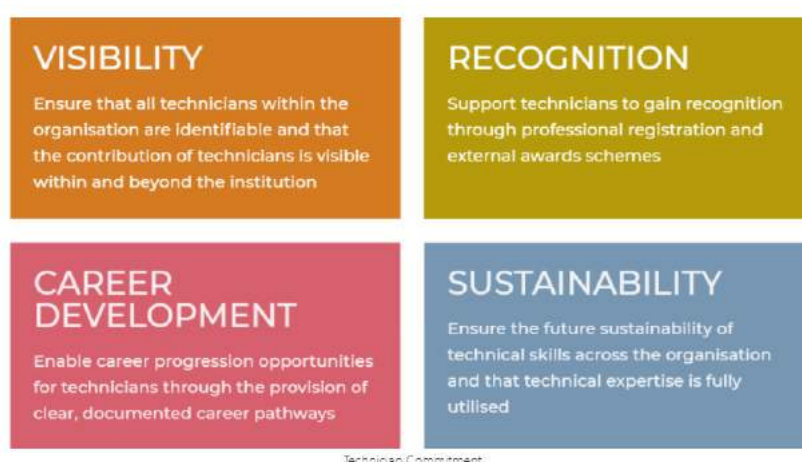 VISIBILITY
Ensure that all technicians within the
organisation are identifiable and that
the contribution of technicians is visible
within and beyond the institution
RECOGNITION
Support technicians to gain recognition
through professional registration and
external awards schemes
CAREER
DEVELOPMENT
Enable career progression opportunities
for technicians through the provision of
clear, documented career pathways
SUSTAINABILITY
Ensure the future sustainability of
technical skills across the organisation
and that technical expertise is fully
utilised
Technician Commitment